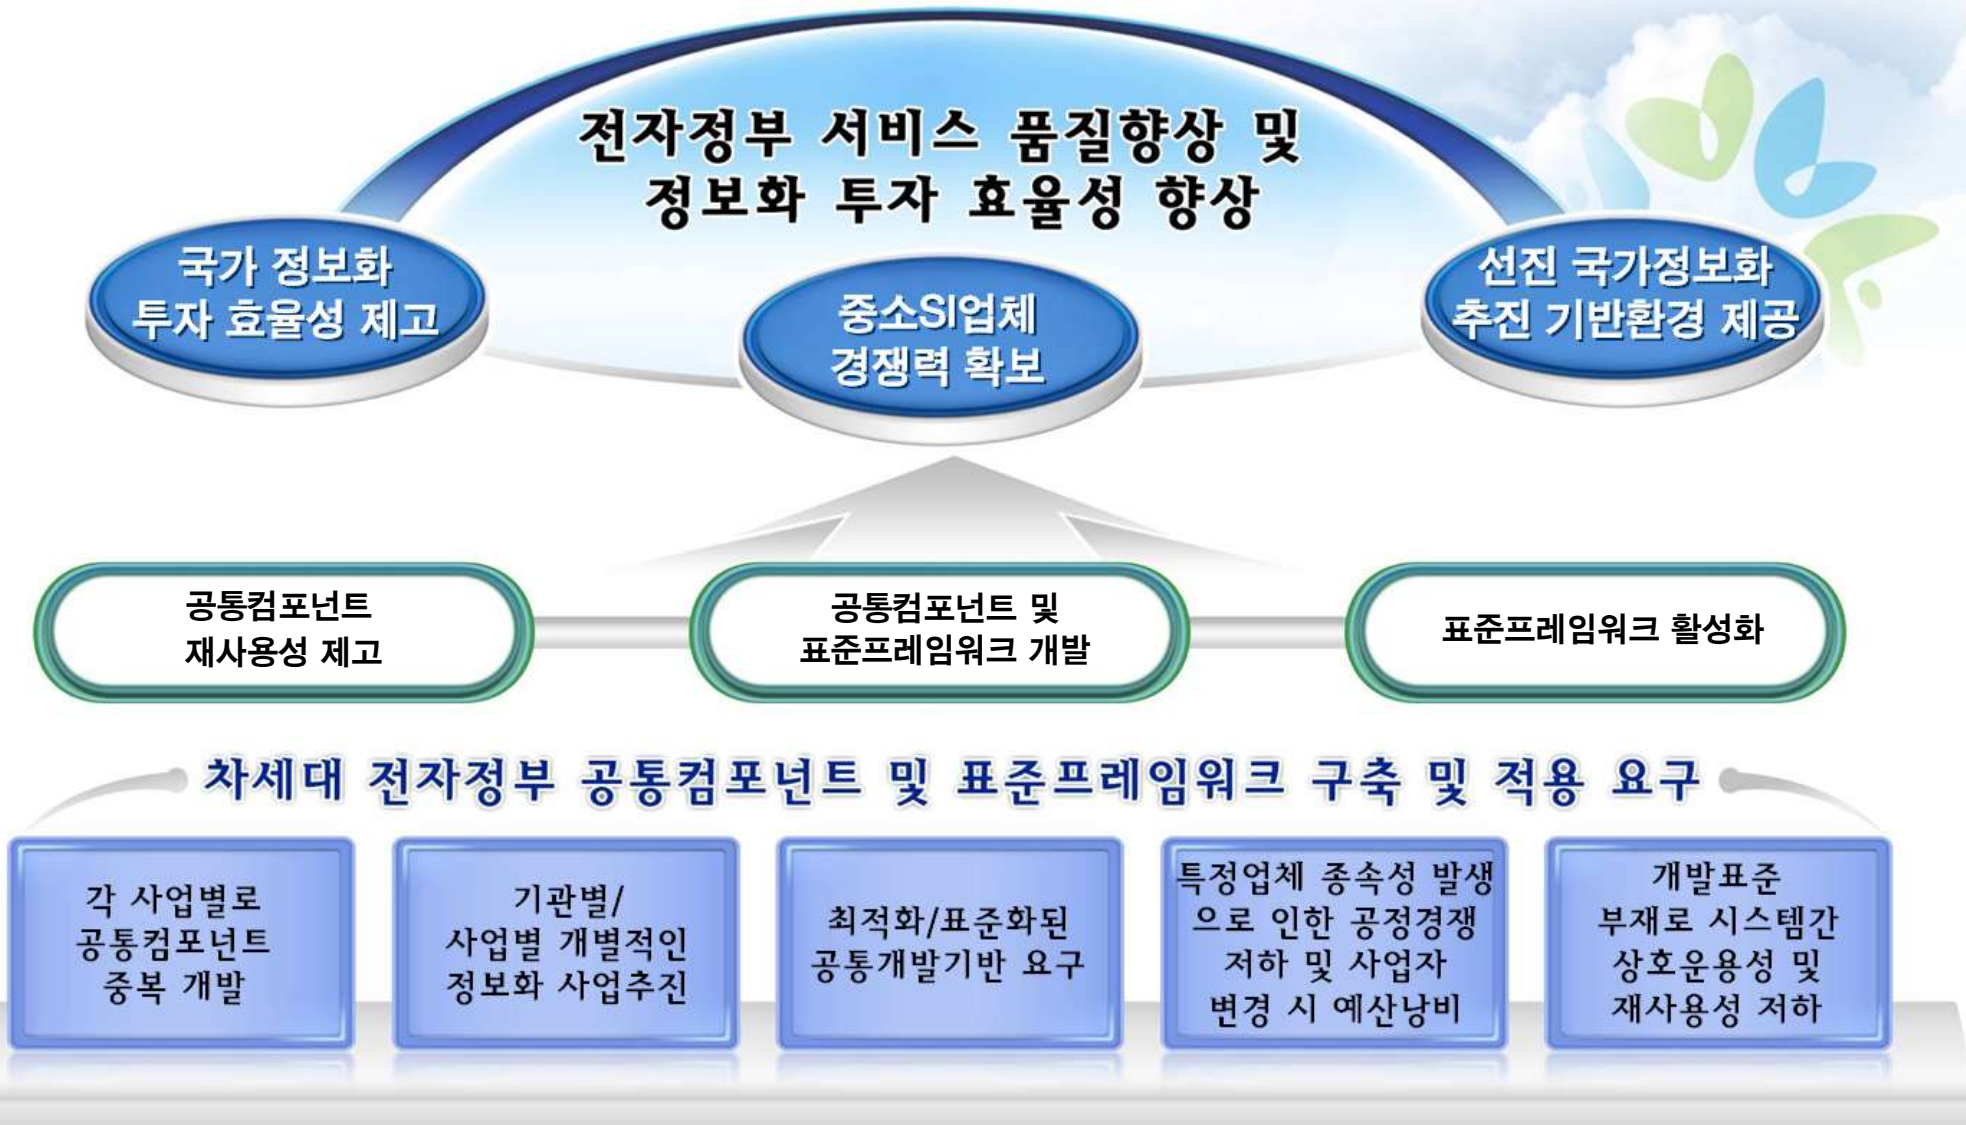 전자정부 서비스 품질향상 및
정보화 투자 효율성 향상
국가 정보화
투자 효율성 제고
중소SI업체
경쟁력 확보
선진 국가정보화
추진 기반환경 제공
공통컴포넌트
재사용성 제고
공통컴포넌트 및
표준프레임워크 개발
표준프레임워크 활성화
차세대 전자정부 공통컴포넌트 및 표준프레임워크 구축 및 적용 요구
각 사업별로
공통컴포넌트
중복 개발
기관별/
사업별 개별적인
정보화 사업추진
최적화/표준화된
공통개발기반 요구
특정업체 종속성 발생
으로 인한 공정경쟁
저하 및 사업자
변경 시 예산낭비
개발표준
부재로 시스템간
상호운용성 및
재사용성 저하